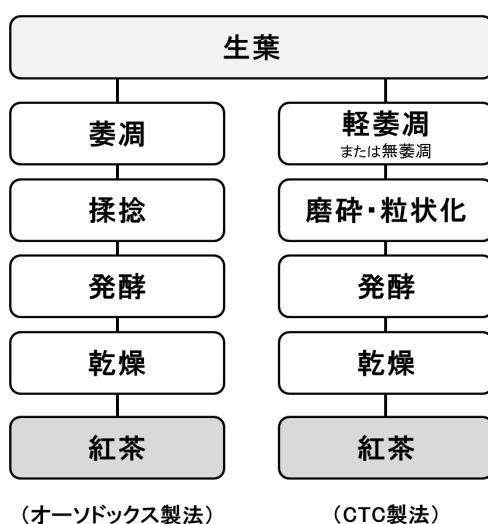 生葉
萎凋
揉捻
発酵
乾燥
紅茶
(オーソドックス製法)
軽萎凋
または無萎凋
磨砕・粒状化
発酵
乾燥
紅茶
(CTC製法)